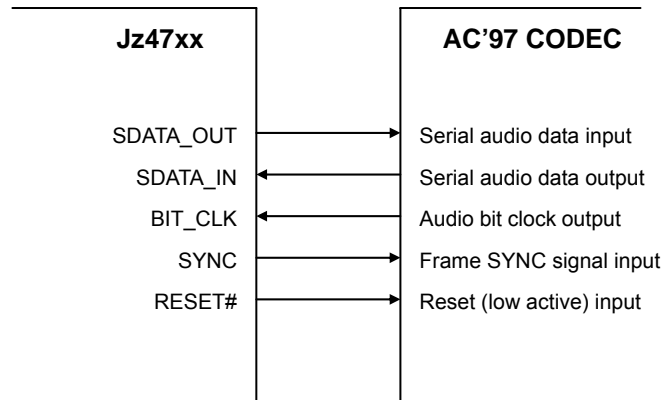 Jz47xx
AC’97 CODEC
SDATA_OUT
Serial audio data input
SDATA_IN
Serial audio data output
BIT_CLK
Audio bit clock output
SYNC
Frame SYNC signal input
RESET#
Reset (low active) input